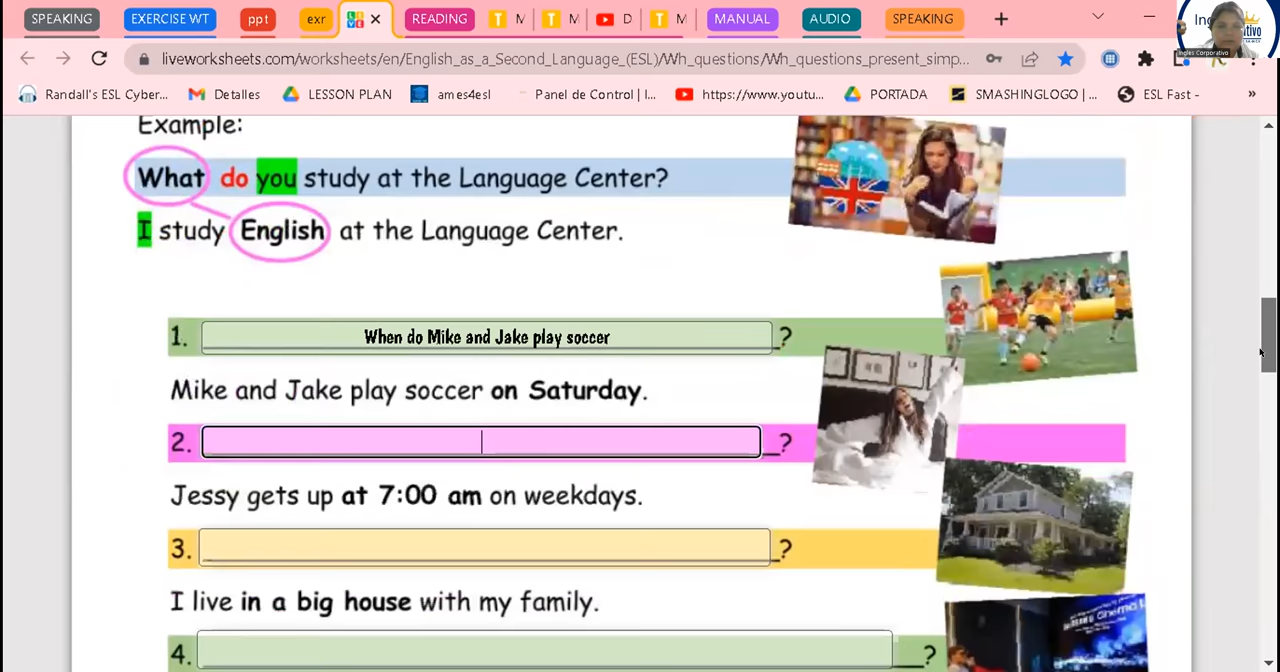 SPEAKING EXERCISE WT ppt exr READING M M D M MANUAL AUDIO SPEAKING
liveworksheets.com/worksheets/en/English_as_a_Second_Language_(ESL)/Wh_questions/Wh_questions_present_simp...
Ingles Corporativo
Randall's ESL Cyber... Detalles LESSON PLAN ames4esl Panel de Control | I... https://www.youtu... PORTADA SMASHINGLOGO | ... ESL Fast -
Example:
What do you study at the Language Center?
I study English at the Language Center.
1. When do Mike and Jake play soccer ?
Mike and Jake play soccer on Saturday.
2. ?
Jessy gets up at 7:00 am on weekdays.
3. ?
I live in a big house with my family.
4. ?